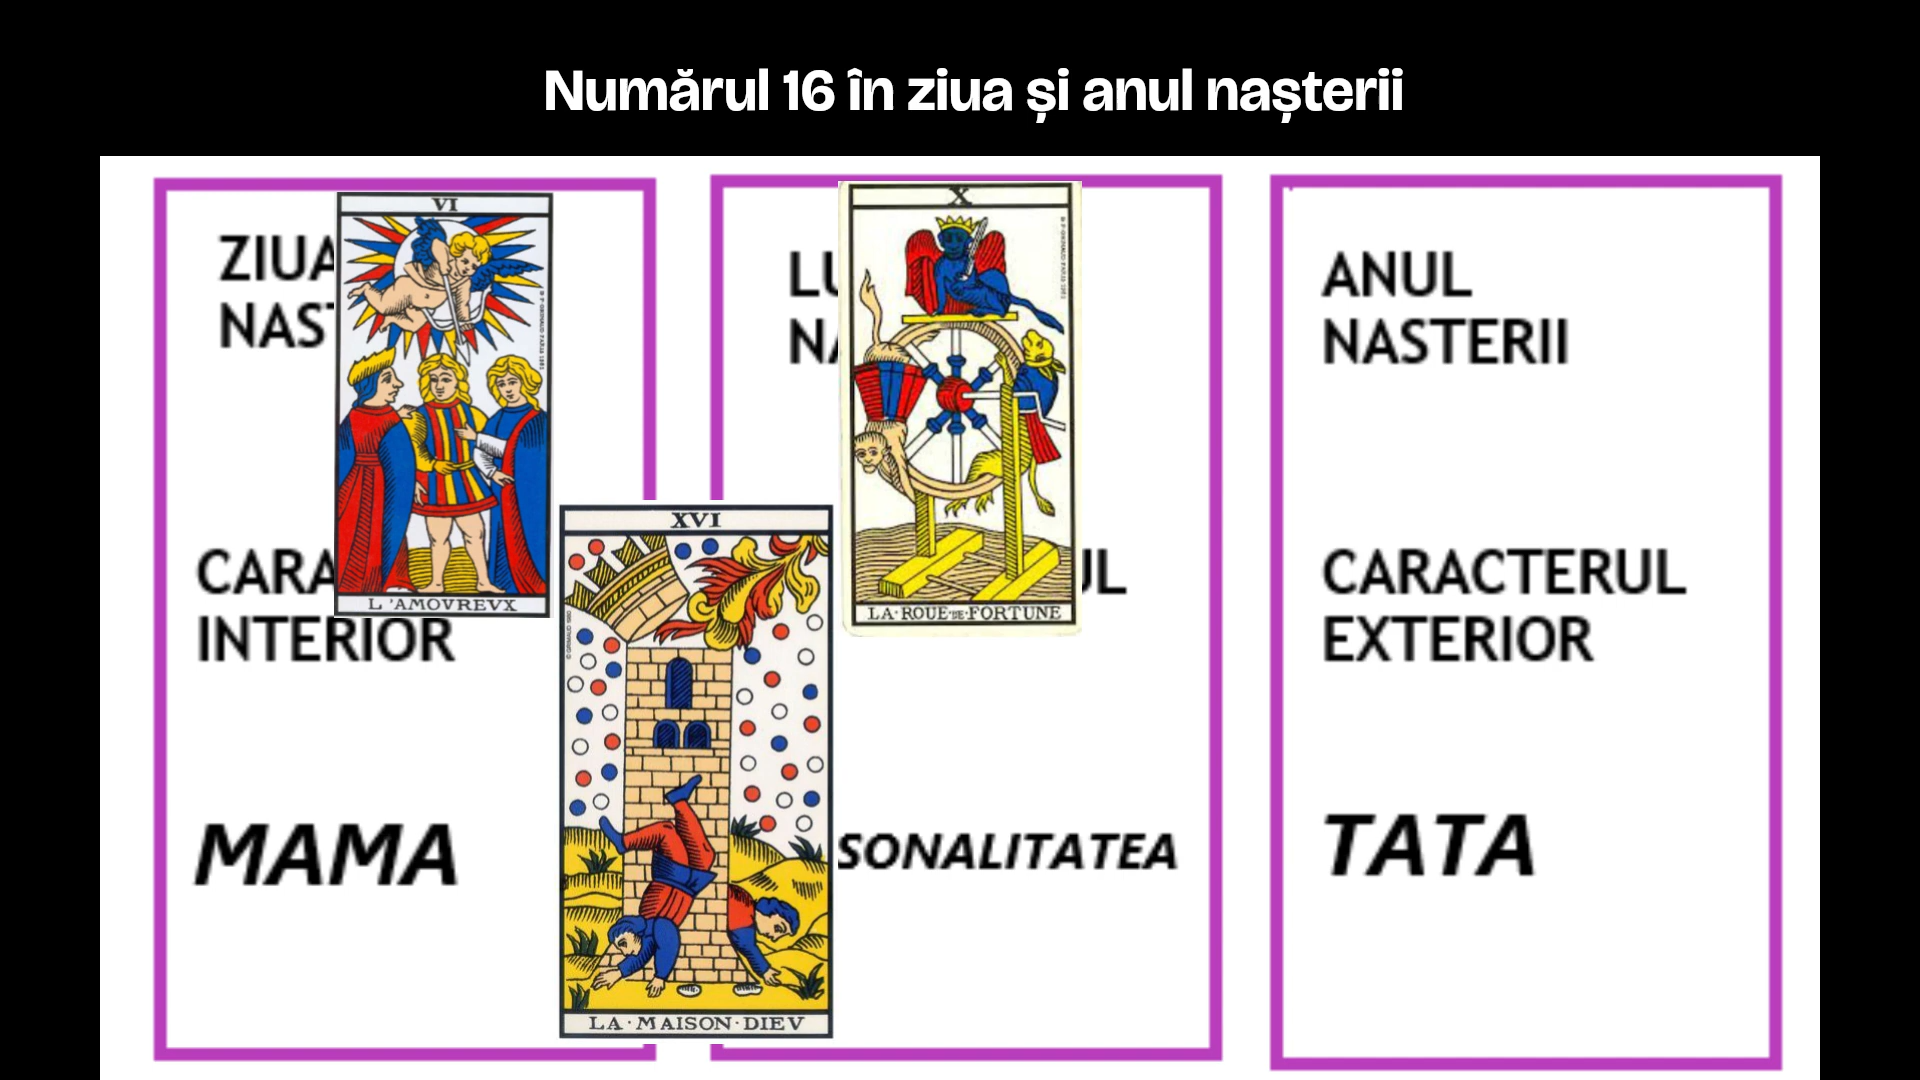 Numărul 16 în ziua și anul nașterii
ZIUA
NAST
VI
L'AMOVREVX
CARA
INTERIOR
MAMA
XVI
LA·MAISON·DIEV
LU
NA
X
LA·ROUE·DE·FORTUNE
UL
SONALITATEA
ANUL
NASTERII
CARACTERUL
EXTERIOR
TATA